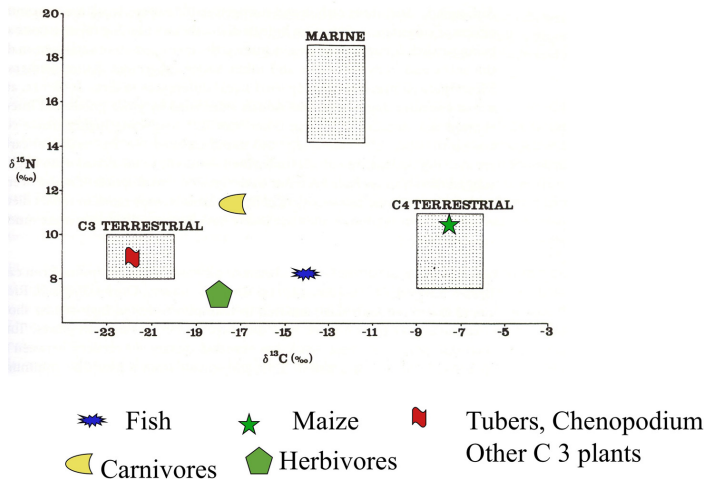 20
MARINE
18
16
14
δ¹⁵N
(‰)
12
C4 TERRESTRIAL
C3 TERRESTRIAL
10
8
-23 -21 -19 -17 -15 -13 -11 -9 -7 -5 -3
δ¹³C (‰)
Fish Maize Tubers, Chenopodium
Other C 3 plants
Carnivores Herbivores